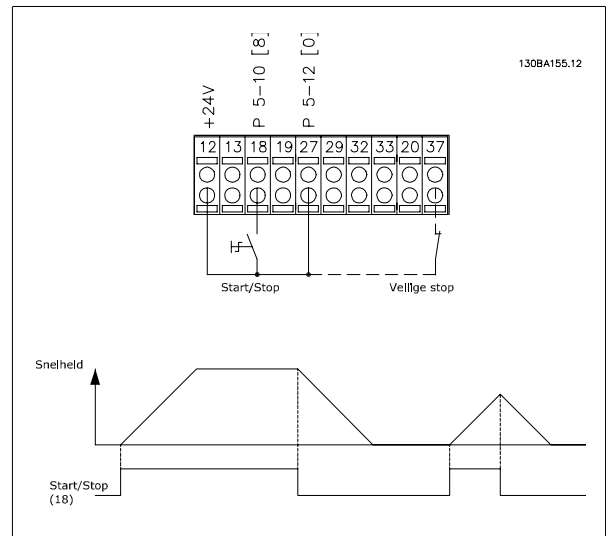 130BA155.12
+24V
P 5-10 [8]
P 5-12 [0]
12 13 18 19 27 29 32 33 20 37
Start/Stop
Vellige stop
Snelheld
Start/Stop
(18)